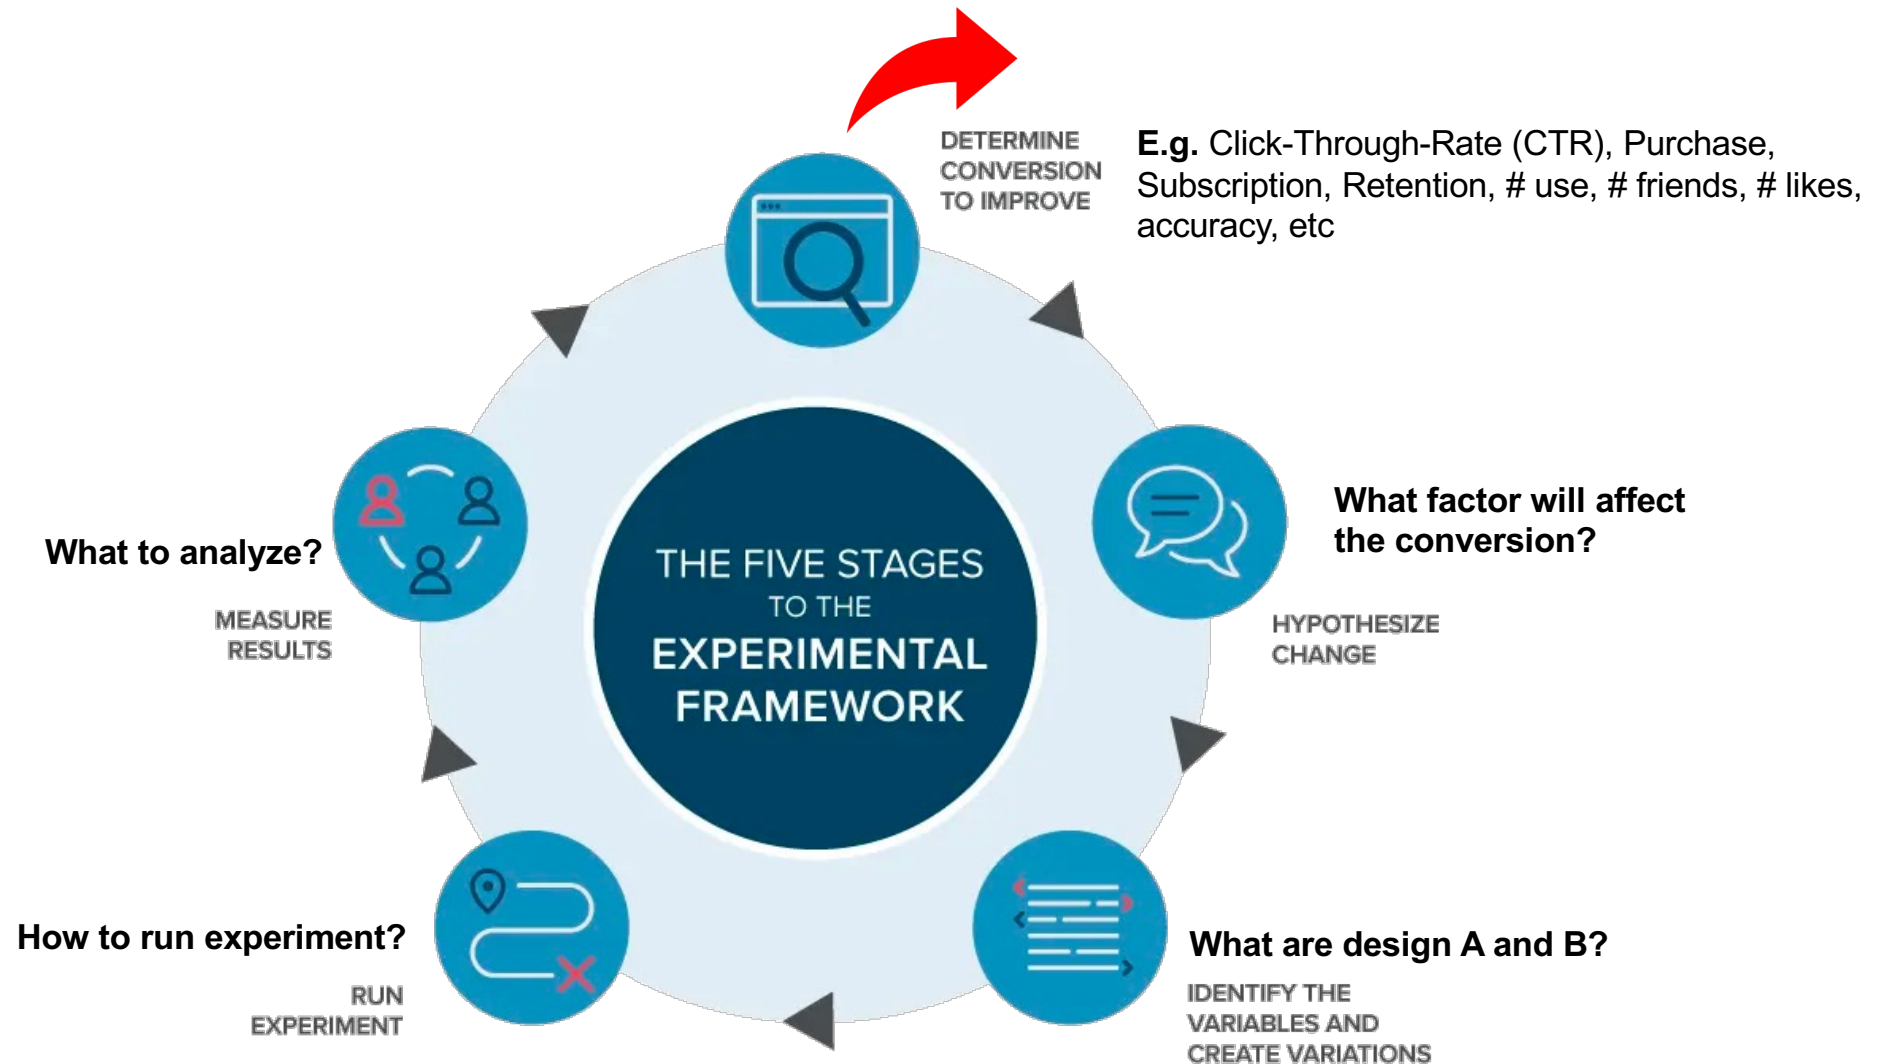 DETERMINE
CONVERSION
TO IMPROVE
E.g. Click-Through-Rate (CTR), Purchase,
Subscription, Retention, # use, # friends, # likes,
accuracy, etc
What factor will affect
the conversion?
HYPOTHESIZE
CHANGE
What are design A and B?
IDENTIFY THE
VARIABLES AND
CREATE VARIATIONS
How to run experiment?
RUN
EXPERIMENT
What to analyze?
MEASURE
RESULTS
THE FIVE STAGES
TO THE
EXPERIMENTAL
FRAMEWORK